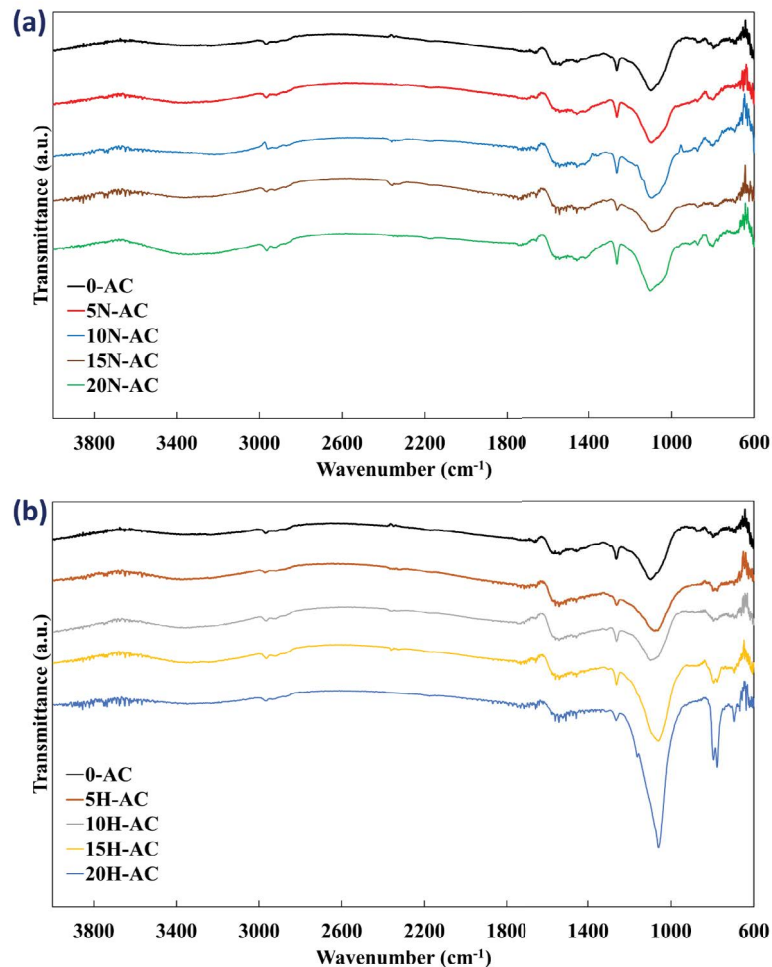 (a)
Transmittance (a.u.)
0-AC
5N-AC
10N-AC
15N-AC
20N-AC
3800 3400 3000 2600 2200 1800 1400 1000 600
Wavenumber (cm⁻¹)
(b)
Transmittance (a.u.)
0-AC
5H-AC
10H-AC
15H-AC
20H-AC
3800 3400 3000 2600 2200 1800 1400 1000 600
Wavenumber (cm⁻¹)